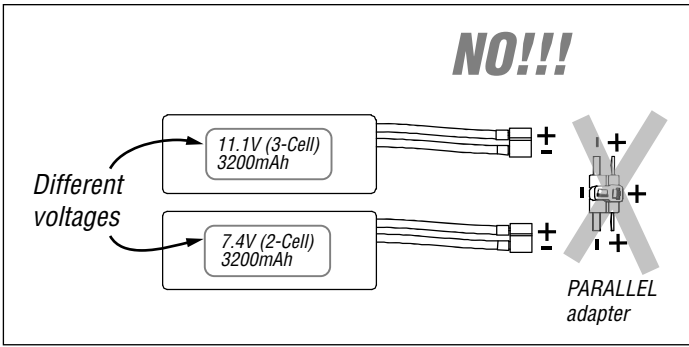 NO!!!
11.1V (3-Cell)
3200mAh
+
-
Different
voltages
7.4V (2-Cell)
3200mAh
+
-
- +
- +
- +
PARALLEL
adapter